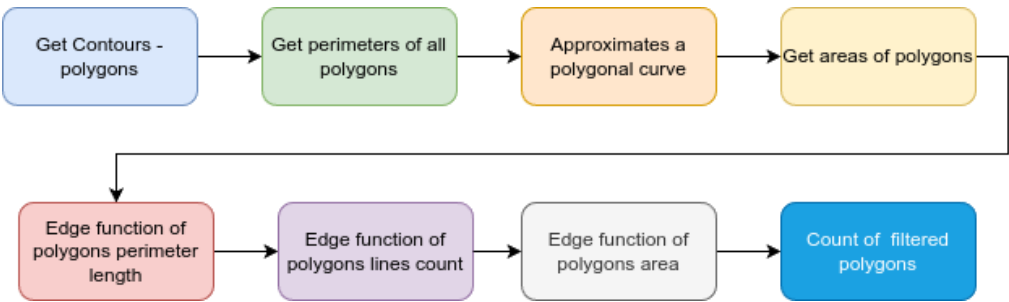 Get Contours -
polygons
Get perimeters of all
polygons
Approximates a
polygonal curve
Get areas of polygons
Edge function of
polygons perimeter
length
Edge function of
polygons lines count
Edge function of
polygons area
Count of filtered
polygons